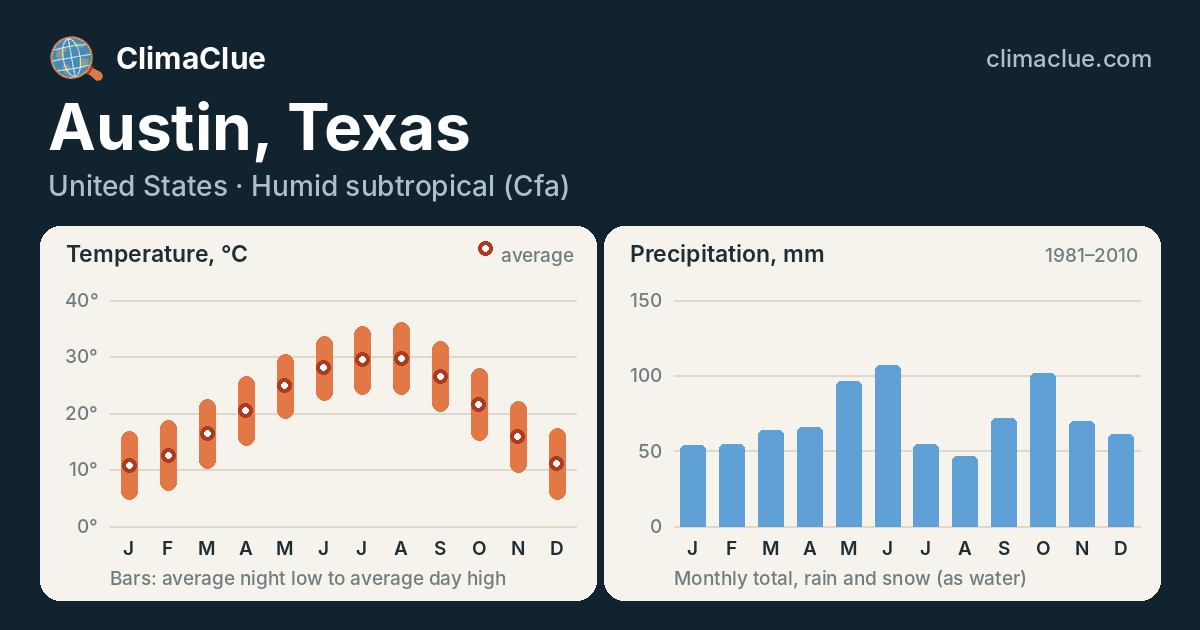 ClimaClue
climaclue.com
Austin, Texas
United States · Humid subtropical (Cfa)
Temperature, °C
average
40°
30°
20°
10°
0°
J F M A M J J A S O N D
Bars: average night low to average day high
Precipitation, mm
1981–2010
150
100
50
0
J F M A M J J A S O N D
Monthly total, rain and snow (as water)